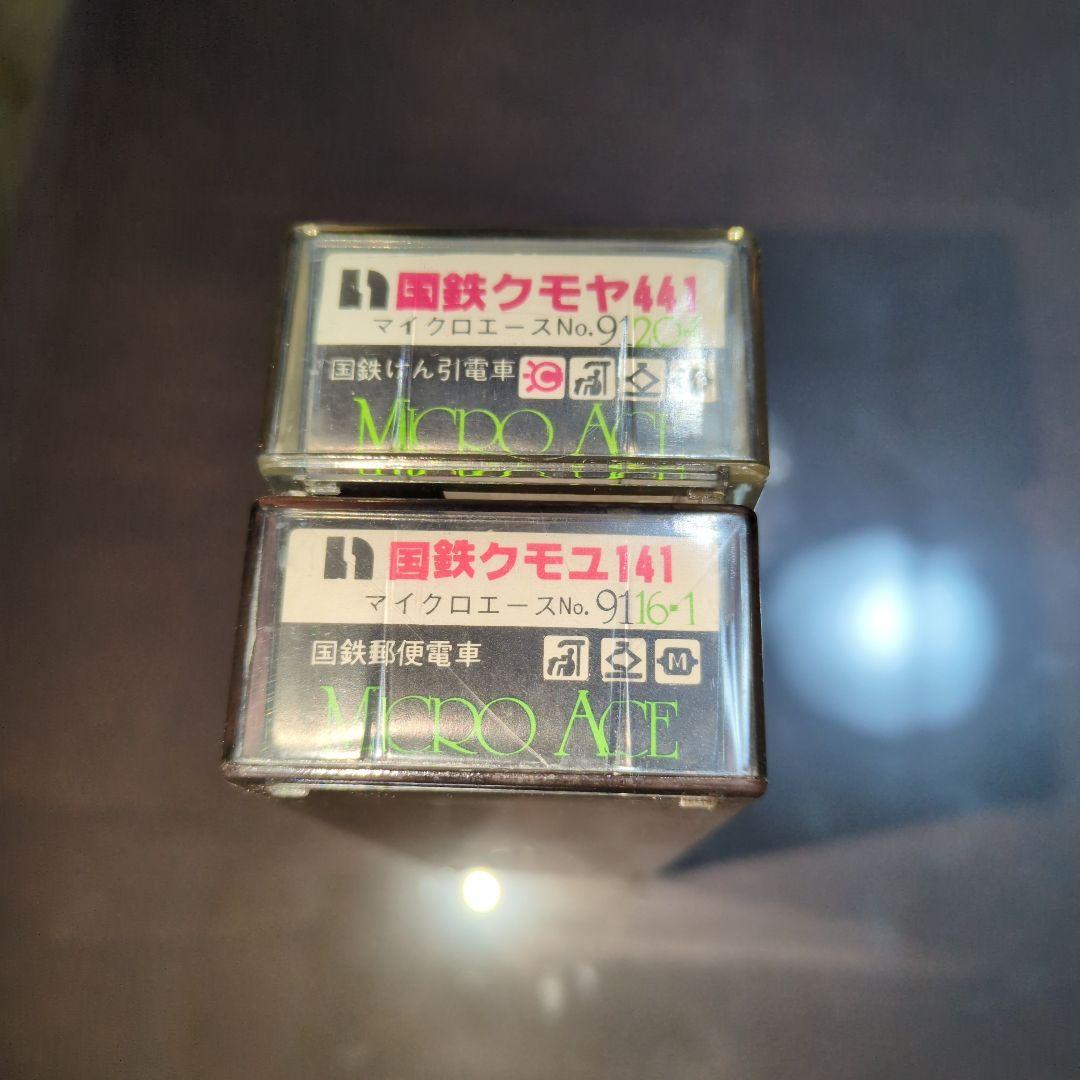 国鉄クモヤ441
マイクロエースNo.9120-1
国鉄けん引電車 C
MICRO ACE
国鉄クモユ141
マイクロエースNo.9116-1
国鉄郵便電車 M
MICRO ACE